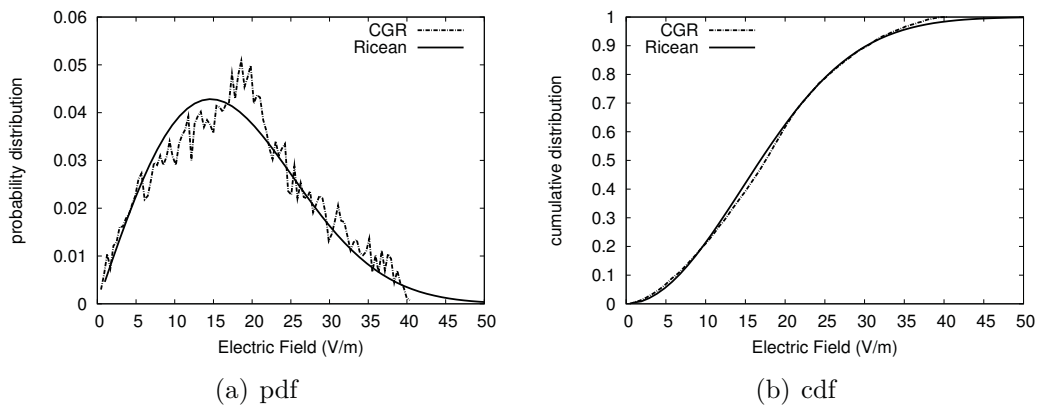 0.06
0.05
0.04
0.03
0.02
0.01
0
0 5 10 15 20 25 30 35 40 45 50
probability distribution
Electric Field (V/m)
CGR
Ricean
(a) pdf
1
0.9
0.8
0.7
0.6
0.5
0.4
0.3
0.2
0.1
0
0 5 10 15 20 25 30 35 40 45 50
cumulative distribution
Electric Field (V/m)
CGR
Ricean
(b) cdf